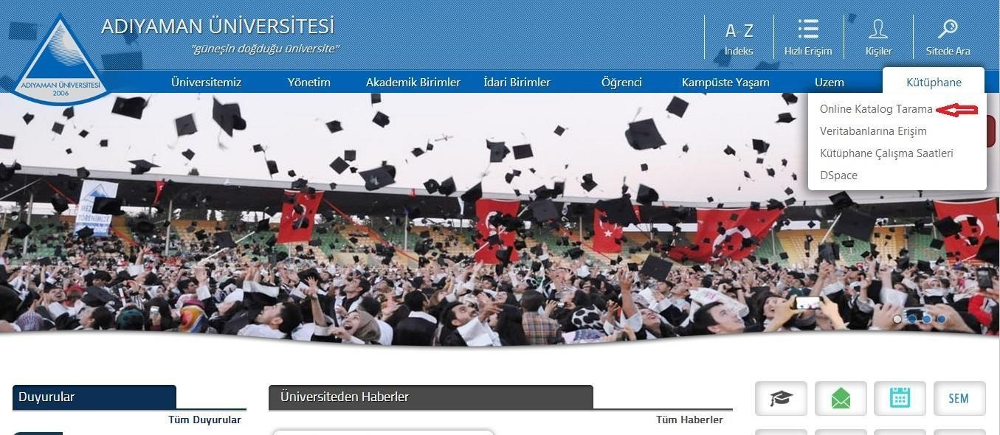 ADIYAMAN ÜNİVERSİTESİ
"güneşin doğduğu üniversite"
ADIYAMAN ÜNİVERSİTESİ
2006
A-Z
İndeks
Hızlı Erişim
Kişiler
Sitede Ara
Üniversitemiz
Yönetim
Akademik Birimler
İdari Birimler
Öğrenci
Kampüste Yaşam
Uzem
Kütüphane
Online Katalog Tarama
Veritabanlarına Erişim
Kütüphane Çalışma Saatleri
DSpace
Duyurular
Tüm Duyurular
Üniversiteden Haberler
Tüm Haberler
SEM